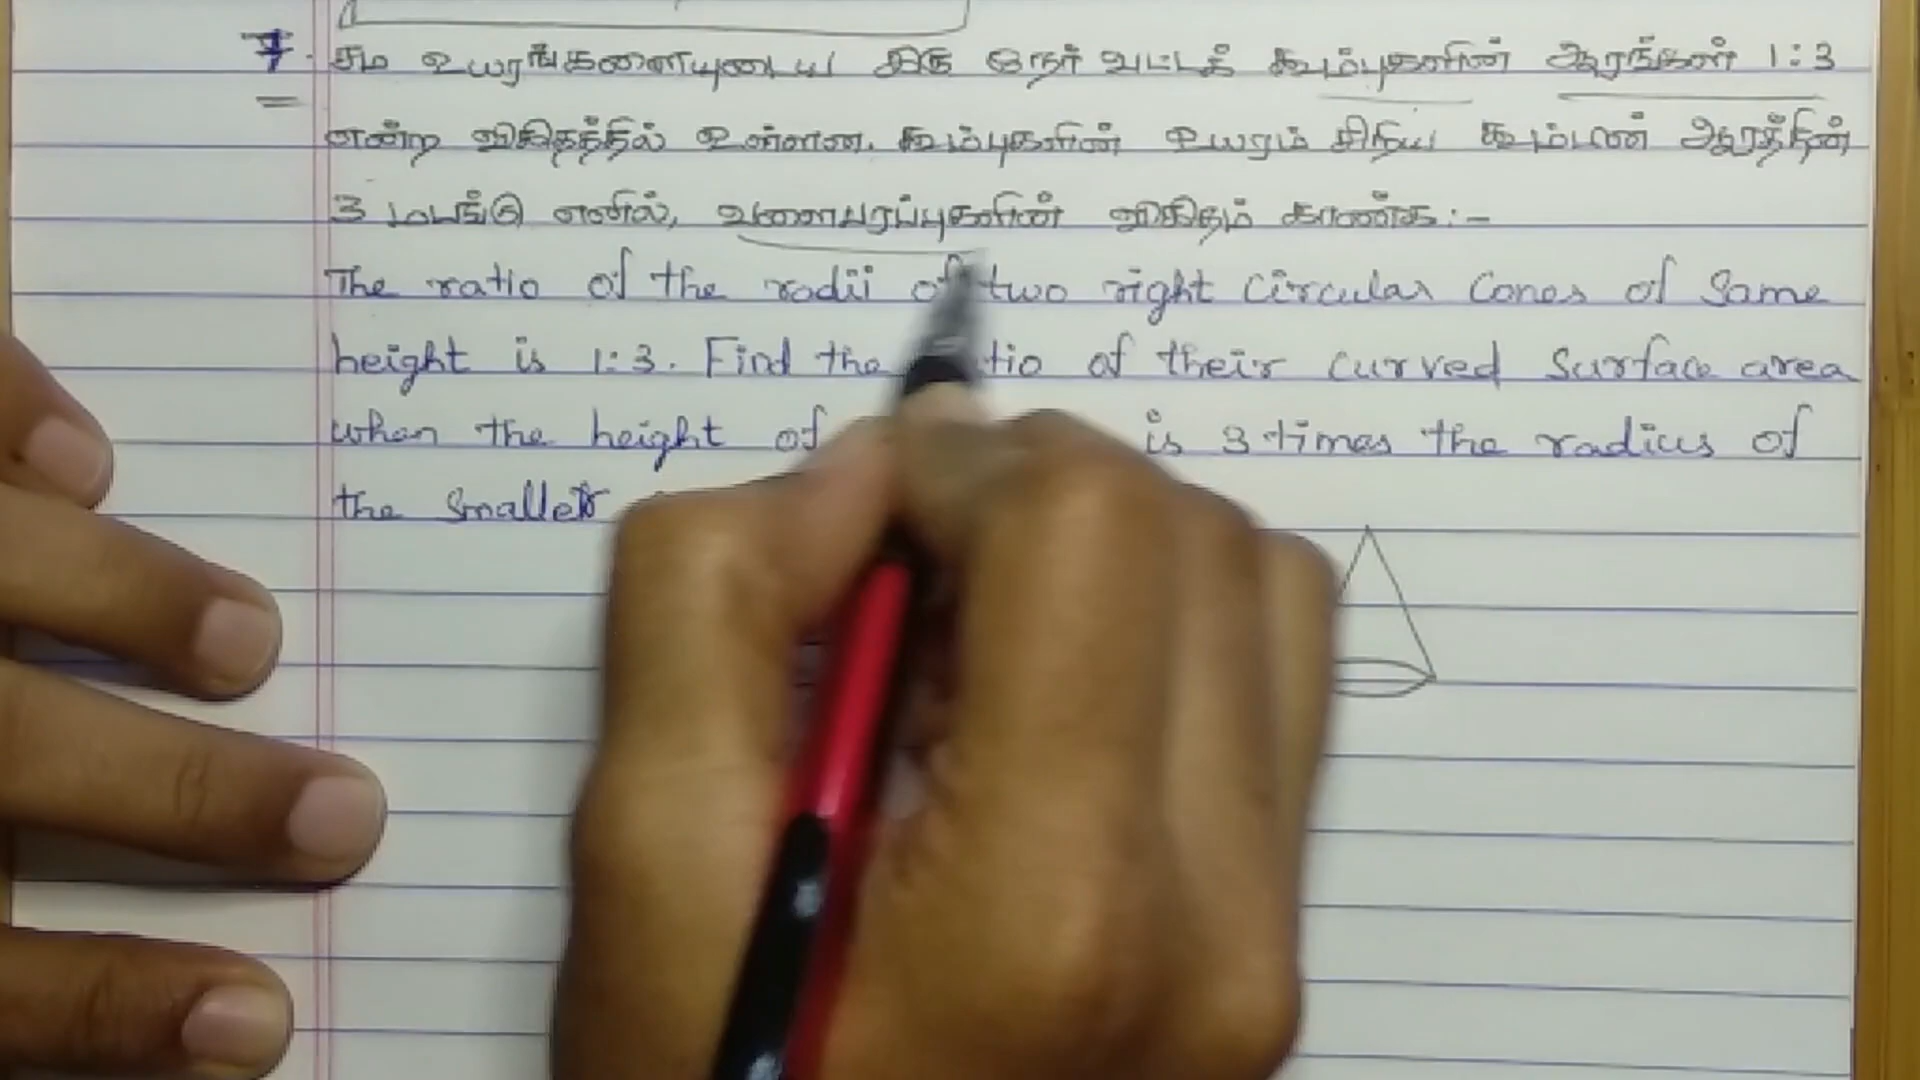 7. சம உயரங்களையுடைய இரு நேர் வட்டக் கூம்புகளின் ஆரங்கள் 1:3
என்ற விகிதத்தில் உள்ளன. கூம்புகளின் உயரம் சிறிய கூம்பின் ஆரத்தின்
3 மடங்கு எனில், வளைபரப்புகளின் விகிதம் காண்க:-
The ratio of the radii of two right circular cones of same
height is 1:3. Find the of their curved surface area
when the height of is 3 times the radius of
the smaller